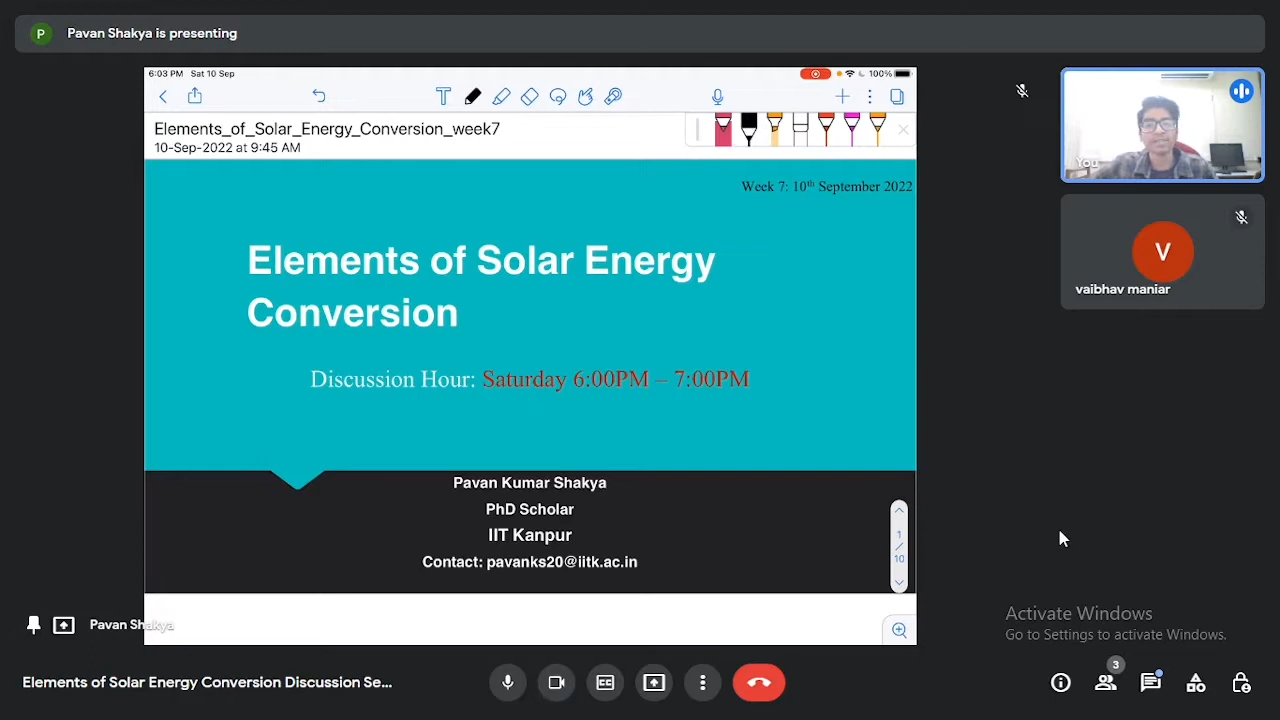 P
Pavan Shakya is presenting
6:03 PM Sat 10 Sep
100%
Elements_of_Solar_Energy_Conversion_week7
10-Sep-2022 at 9:45 AM
Week 7: 10th September 2022
Elements of Solar Energy
Conversion
Discussion Hour: Saturday 6:00PM – 7:00PM
Pavan Kumar Shakya
PhD Scholar
IIT Kanpur
Contact: pavanks20@iitk.ac.in
1
/
10
You
V
vaibhav maniar
Activate Windows
Go to Settings to activate Windows.
Pavan Shakya
Elements of Solar Energy Conversion Discussion Se...
CC
3